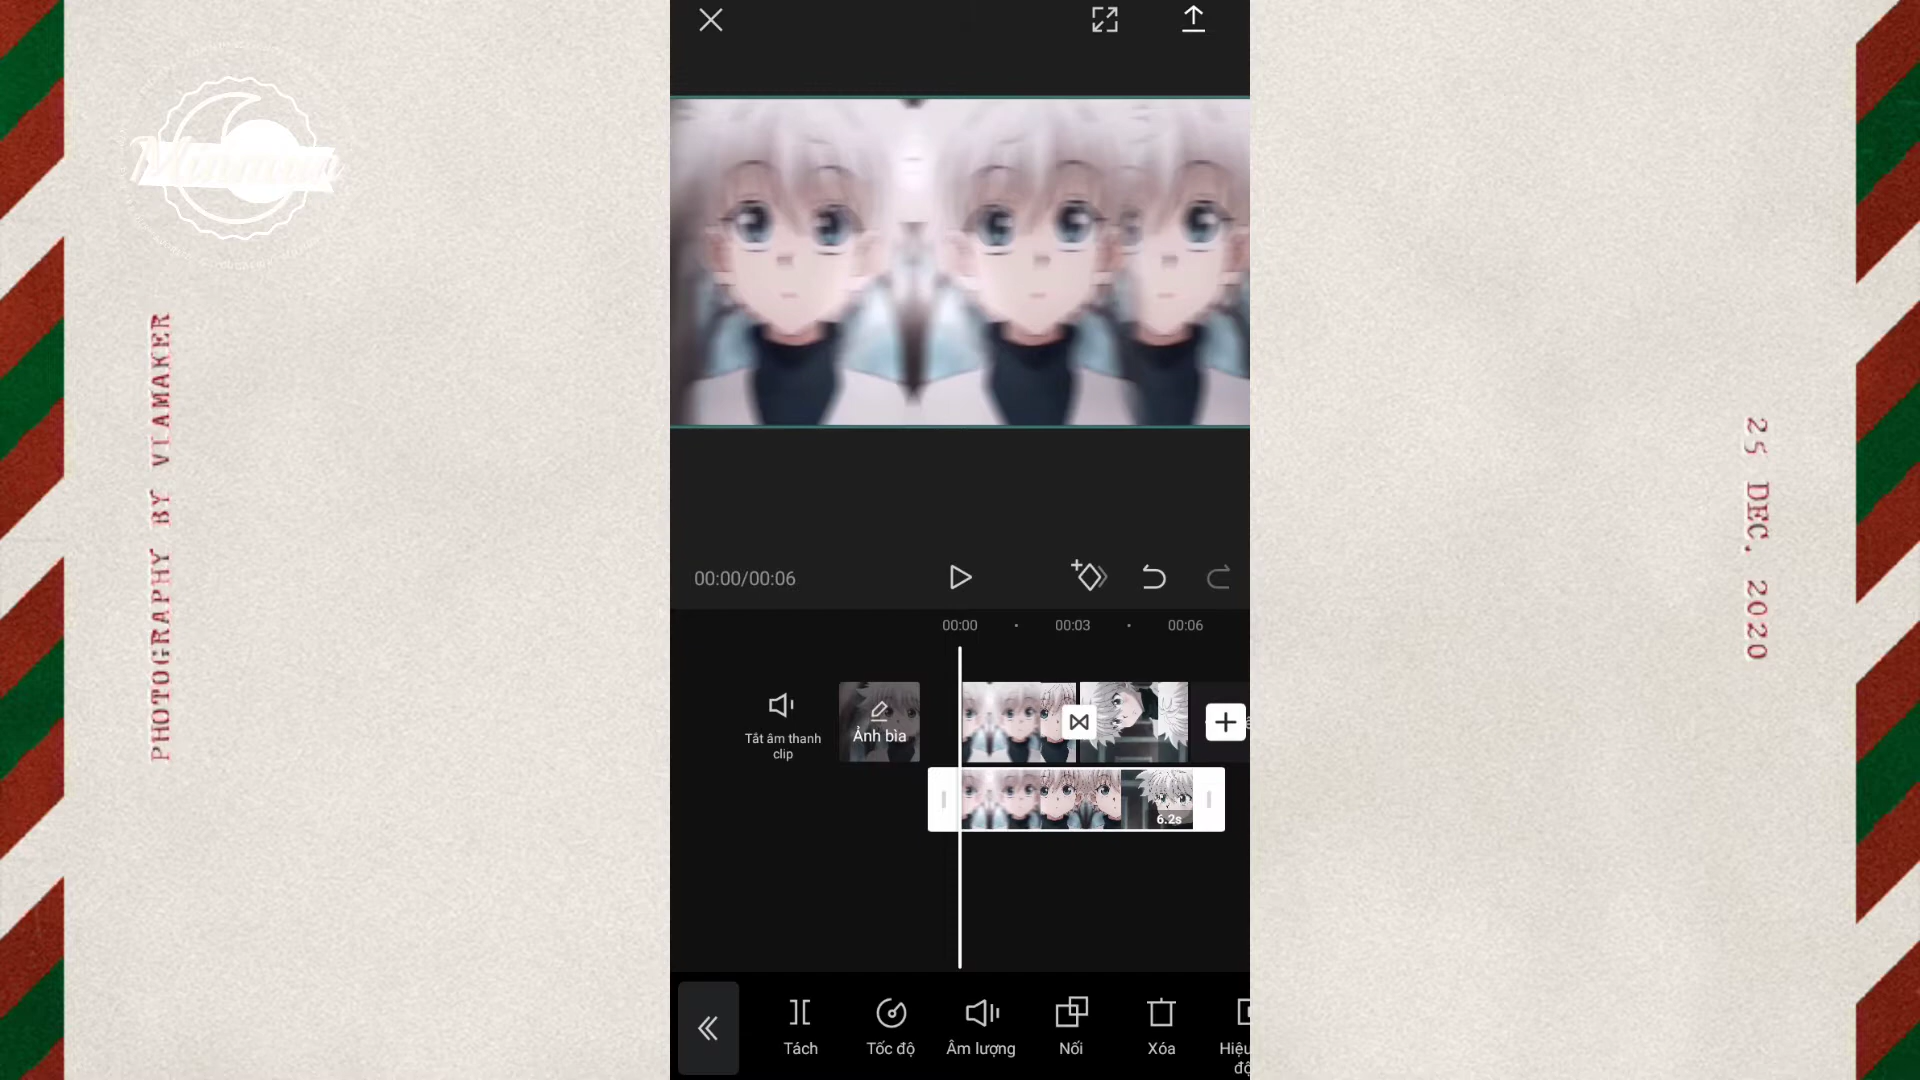 PHOTOGRAPHY BY VLAMAKER
25 DEC. 2020
00:00/00:06
00:00
00:03
00:06
Tắt âm thanh
clip
Ảnh bìa
6.2s
Tách
Tốc độ
Âm lượng
Nối
Xóa